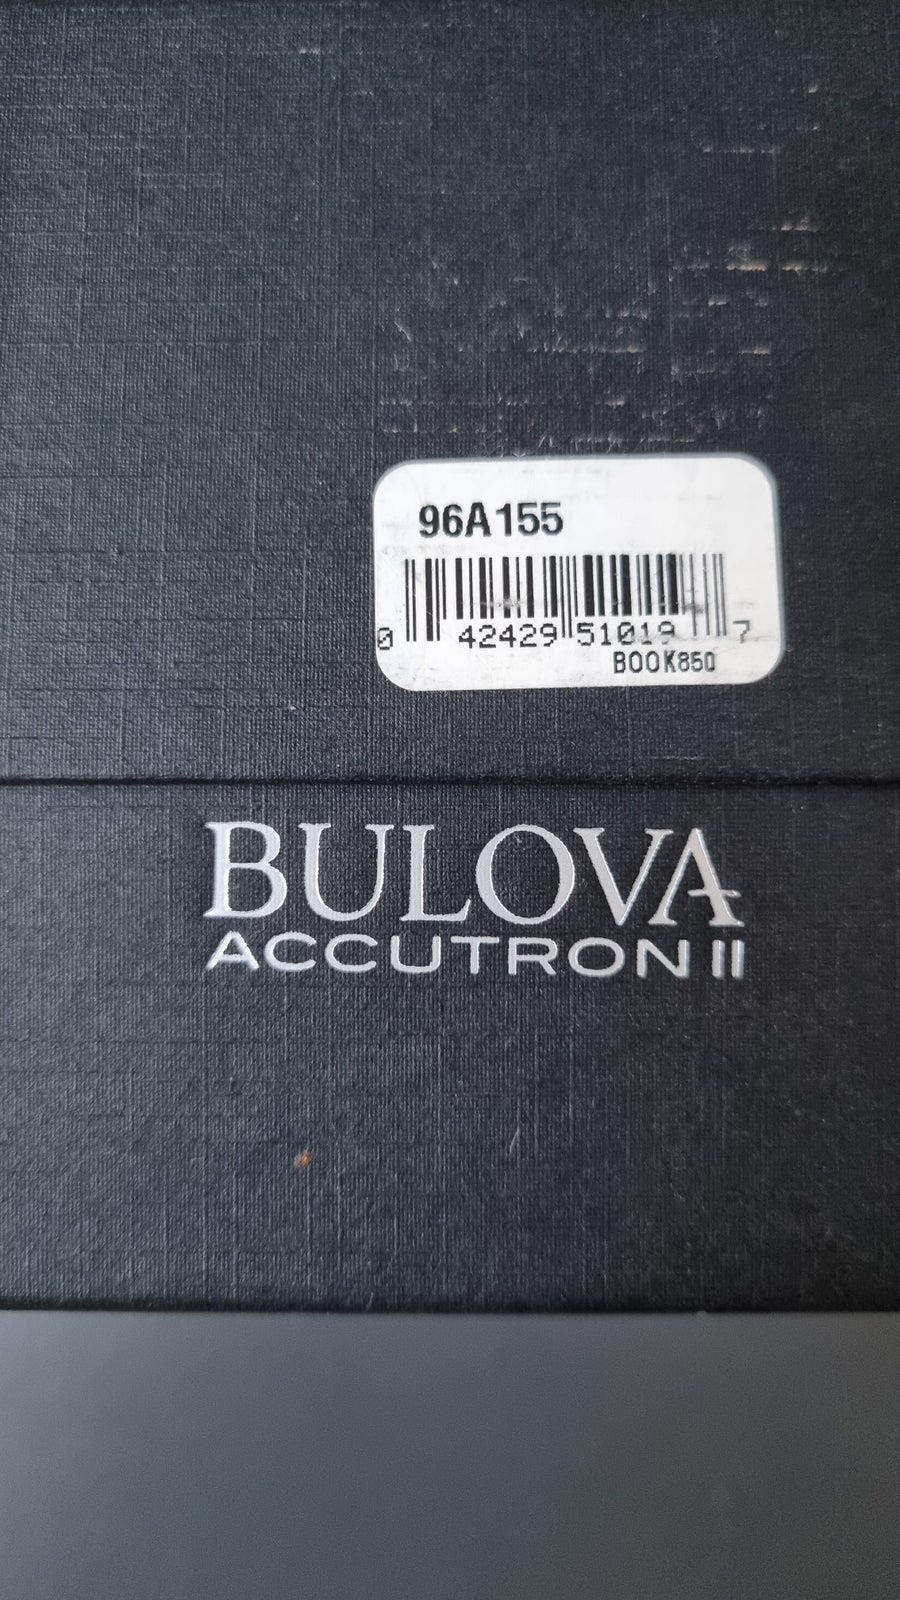 96A155
0 42429 51019 7
BOOK850
BULOVA
ACCUTRON II